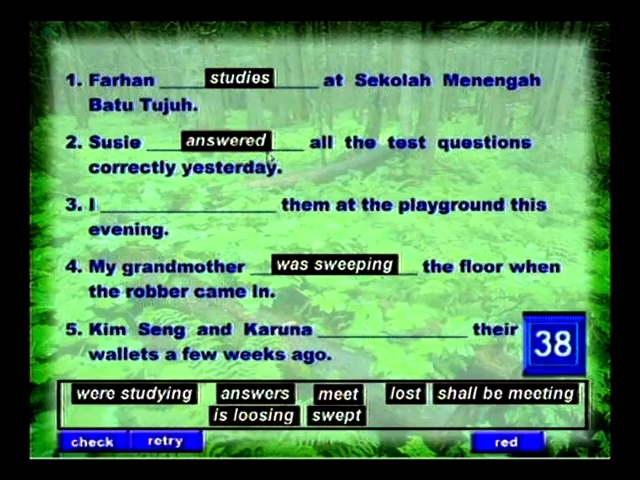 1. Farhan studies at Sekolah Menengah
Batu Tujuh.
2. Susie answered all the test questions
correctly yesterday.
3. I ________ them at the playground this
evening.
4. My grandmother was sweeping the floor when
the robber came in.
5. Kim Seng and Karuna ________ their
wallets a few weeks ago.
38
were studying answers meet lost shall be meeting
is loosing swept
check retry red